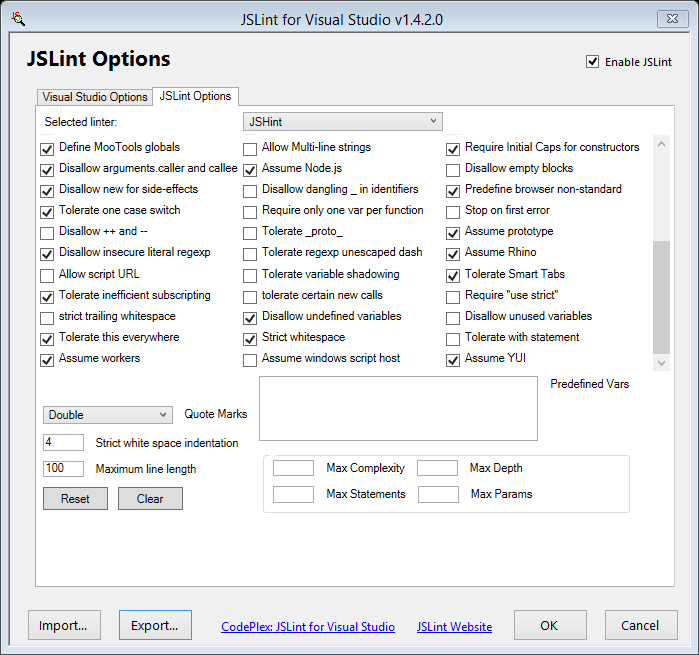 JSLint for Visual Studio v1.4.2.0
JSLint Options
Enable JSLint
Visual Studio Options JSLint Options
Selected linter: JSHint
Define MooTools globals Allow Multi-line strings Require Initial Caps for constructors
Disallow arguments.caller and callee Assume Node.js Disallow empty blocks
Disallow new for side-effects Disallow dangling _ in identifiers Predefine browser non-standard
Tolerate one case switch Require only one var per function Stop on first error
Disallow ++ and -- Tolerate _proto_ Assume prototype
Disallow insecure literal regexp Tolerate regexp unescaped dash Assume Rhino
Allow script URL Tolerate variable shadowing Tolerate Smart Tabs
Tolerate inefficient subscripting tolerate certain new calls Require "use strict"
strict trailing whitespace Disallow undefined variables Disallow unused variables
Tolerate this everywhere Strict whitespace Tolerate with statement
Assume workers Assume windows script host Assume YUI
Predefined Vars
Double Quote Marks
4 Strict white space indentation
100 Maximum line length
Max Complexity Max Depth
Max Statements Max Params
Reset Clear
Import... Export... CodePlex: JSLint for Visual Studio JSLint Website OK Cancel